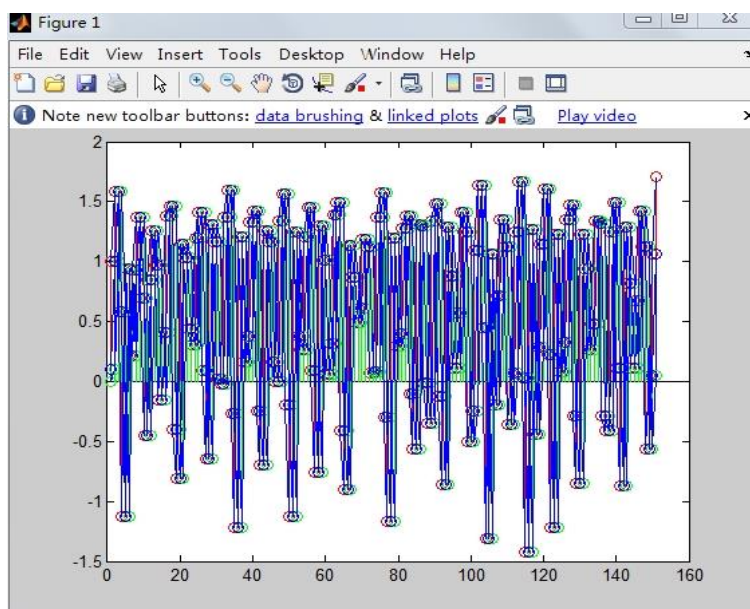 Figure 1
File Edit View Insert Tools Desktop Window Help
Note new toolbar buttons: data brushing & linked plots Play video
2
1.5
1
0.5
0
-0.5
-1
-1.5
0 20 40 60 80 100 120 140 160